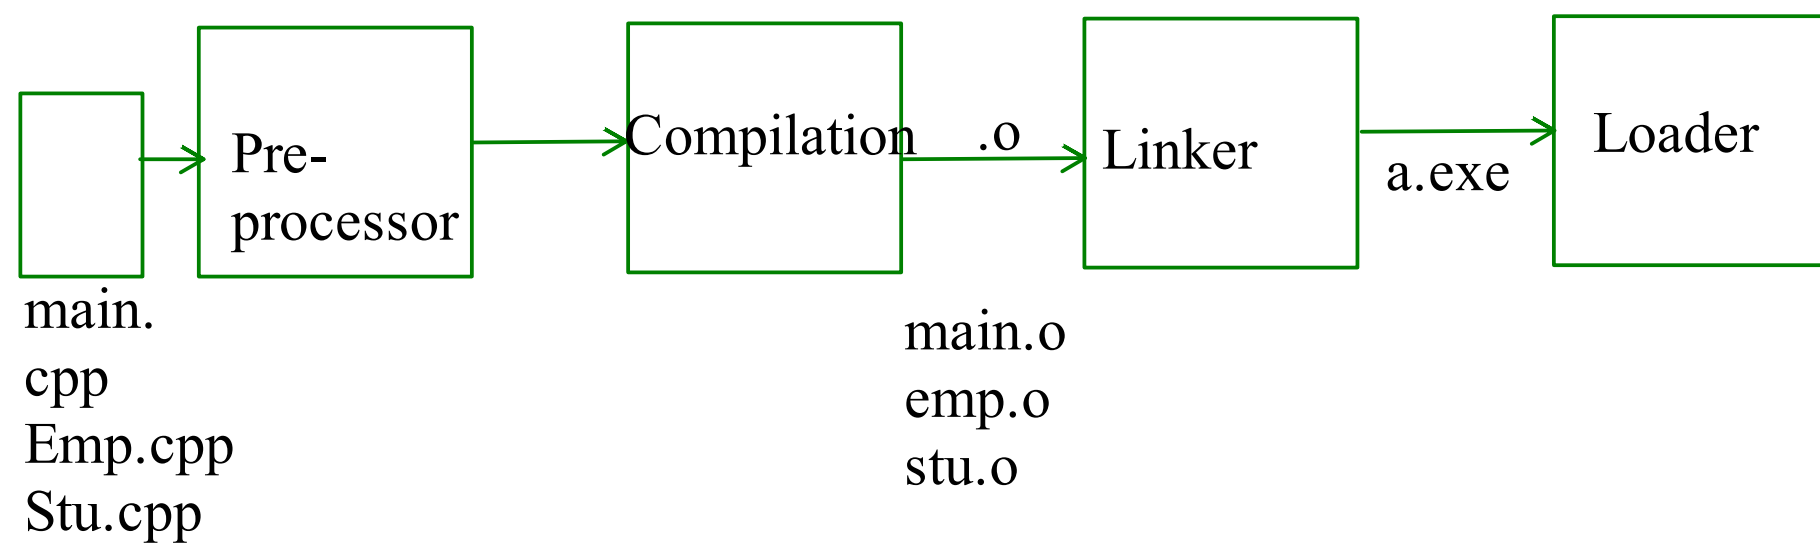 Pre-
processor
Compilation
.o
Linker
a.exe
Loader
main.
cpp
Emp.cpp
Stu.cpp
main.o
emp.o
stu.o